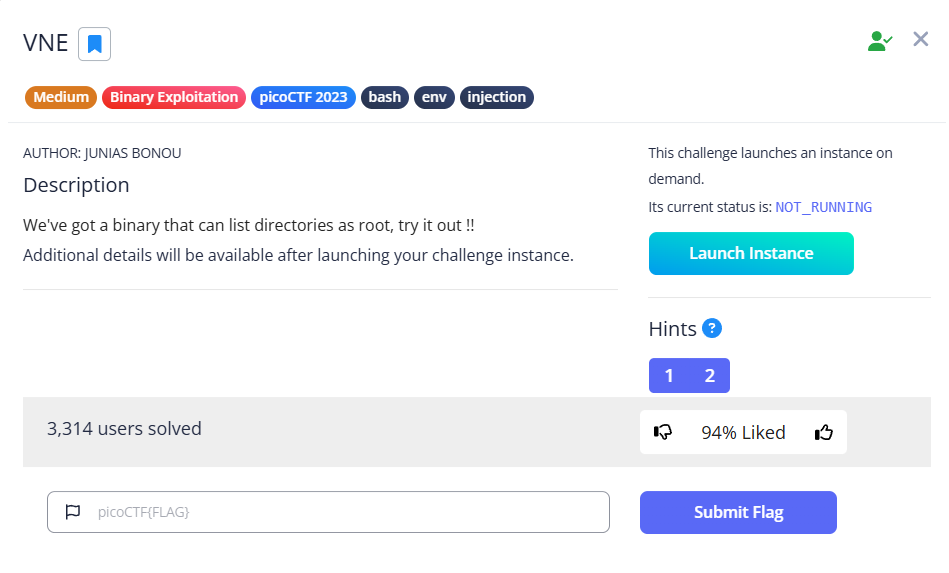 VNE
Medium Binary Exploitation picoCTF 2023 bash env injection
AUTHOR: JUNIAS BONOU
Description
We've got a binary that can list directories as root, try it out !!
Additional details will be available after launching your challenge instance.
This challenge launches an instance on
demand.
Its current status is: NOT_RUNNING
Launch Instance
Hints ?
1 2
3,314 users solved
94% Liked
picoCTF{FLAG}
Submit Flag